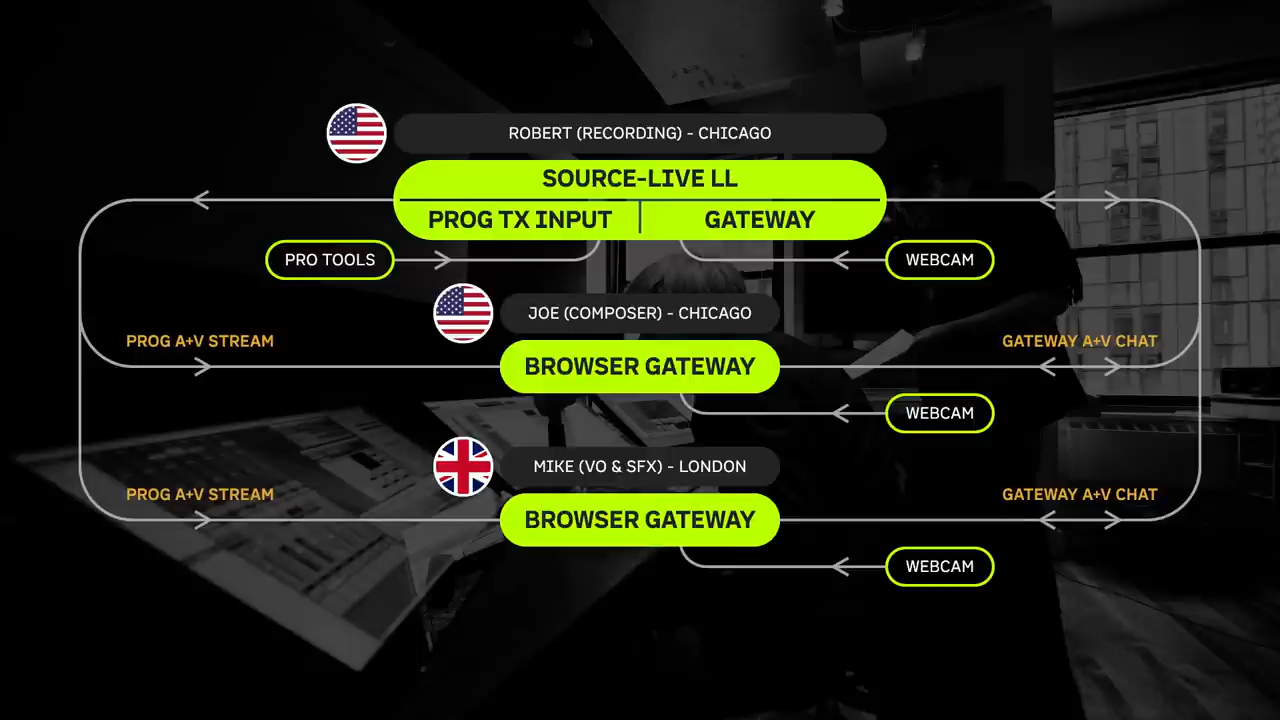 ROBERT (RECORDING) - CHICAGO
SOURCE-LIVE LL
PROG TX INPUT
GATEWAY
PRO TOOLS
WEBCAM
JOE (COMPOSER) - CHICAGO
PROG A+V STREAM
GATEWAY A+V CHAT
BROWSER GATEWAY
WEBCAM
MIKE (VO & SFX) - LONDON
PROG A+V STREAM
GATEWAY A+V CHAT
BROWSER GATEWAY
WEBCAM